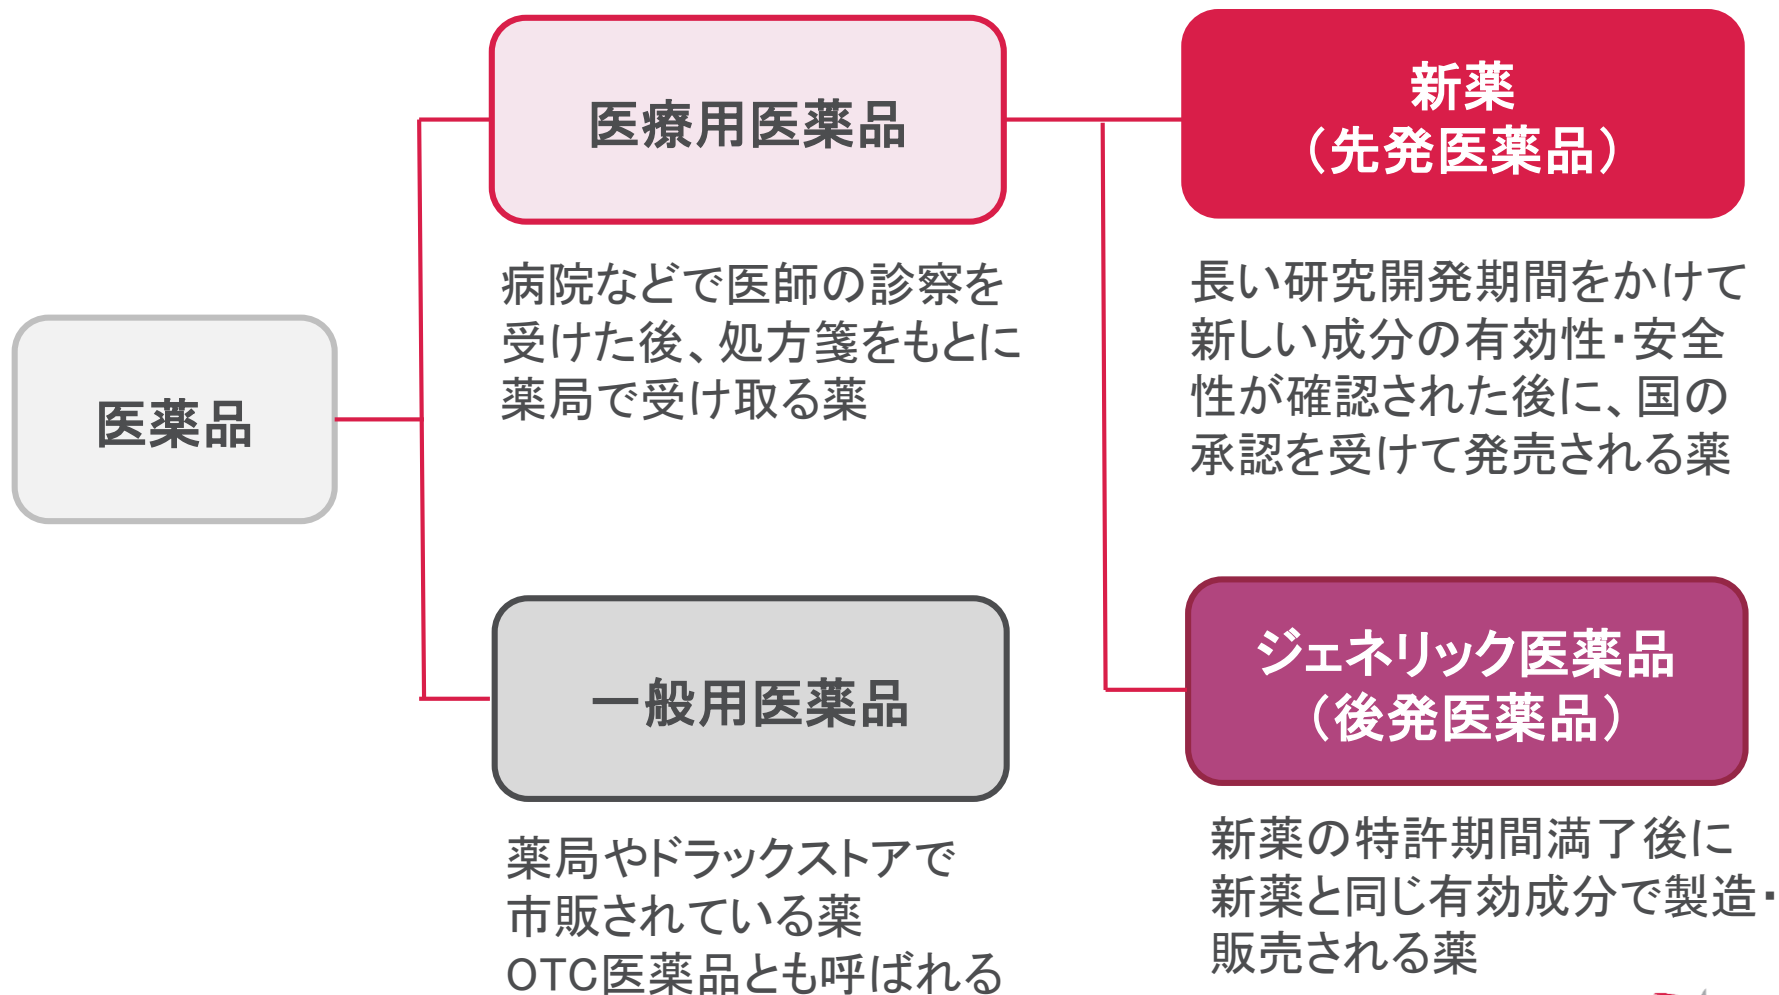 医療用医薬品
新薬
（先発医薬品）
病院などで医師の診察を
受けた後、処方箋をもとに
薬局で受け取る薬
長い研究開発期間をかけて
新しい成分の有効性・安全
性が確認された後に、国の
承認を受けて発売される薬
医薬品
一般用医薬品
ジェネリック医薬品
（後発医薬品）
薬局やドラックストアで
市販されている薬
OTC医薬品とも呼ばれる
新薬の特許期間満了後に
新薬と同じ有効成分で製造・
販売される薬